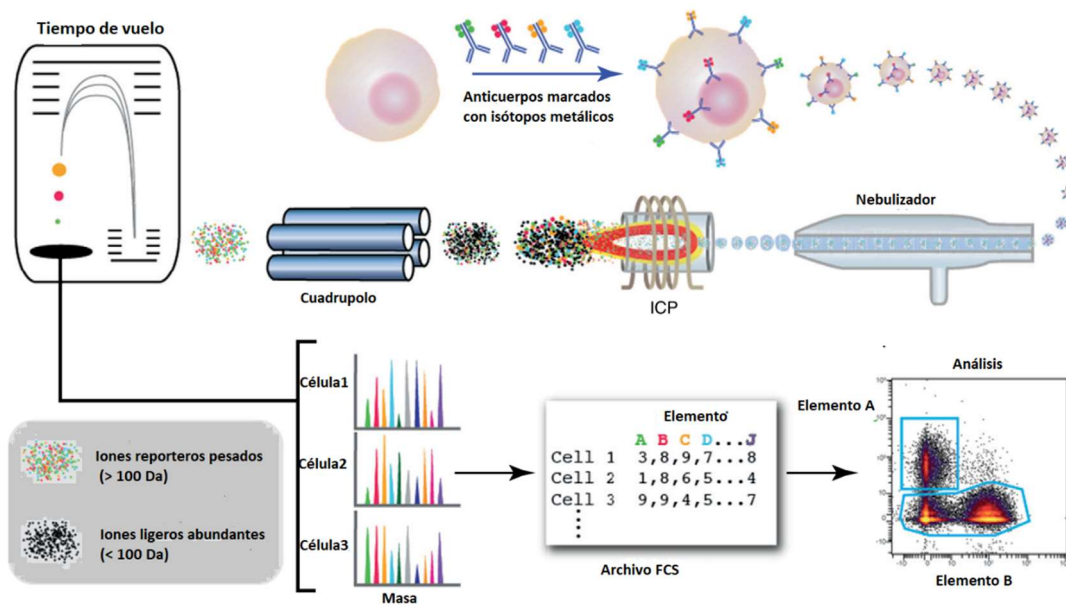 Tiempo de vuelo
Anticuerpos marcados
con isótopos metálicos
Nebulizador
ICP
Cuadrupolo
Iones reporteros pesados
(> 100 Da)
Iones ligeros abundantes
(< 100 Da)
Célula1
Célula2
Célula3
Masa
Elemento
A B C D...J
Cell 1 3,8,9,7...8
Cell 2 1,8,6,5...4
Cell 3 9,9,4,5...7
Archivo FCS
Análisis
Elemento A
Elemento B